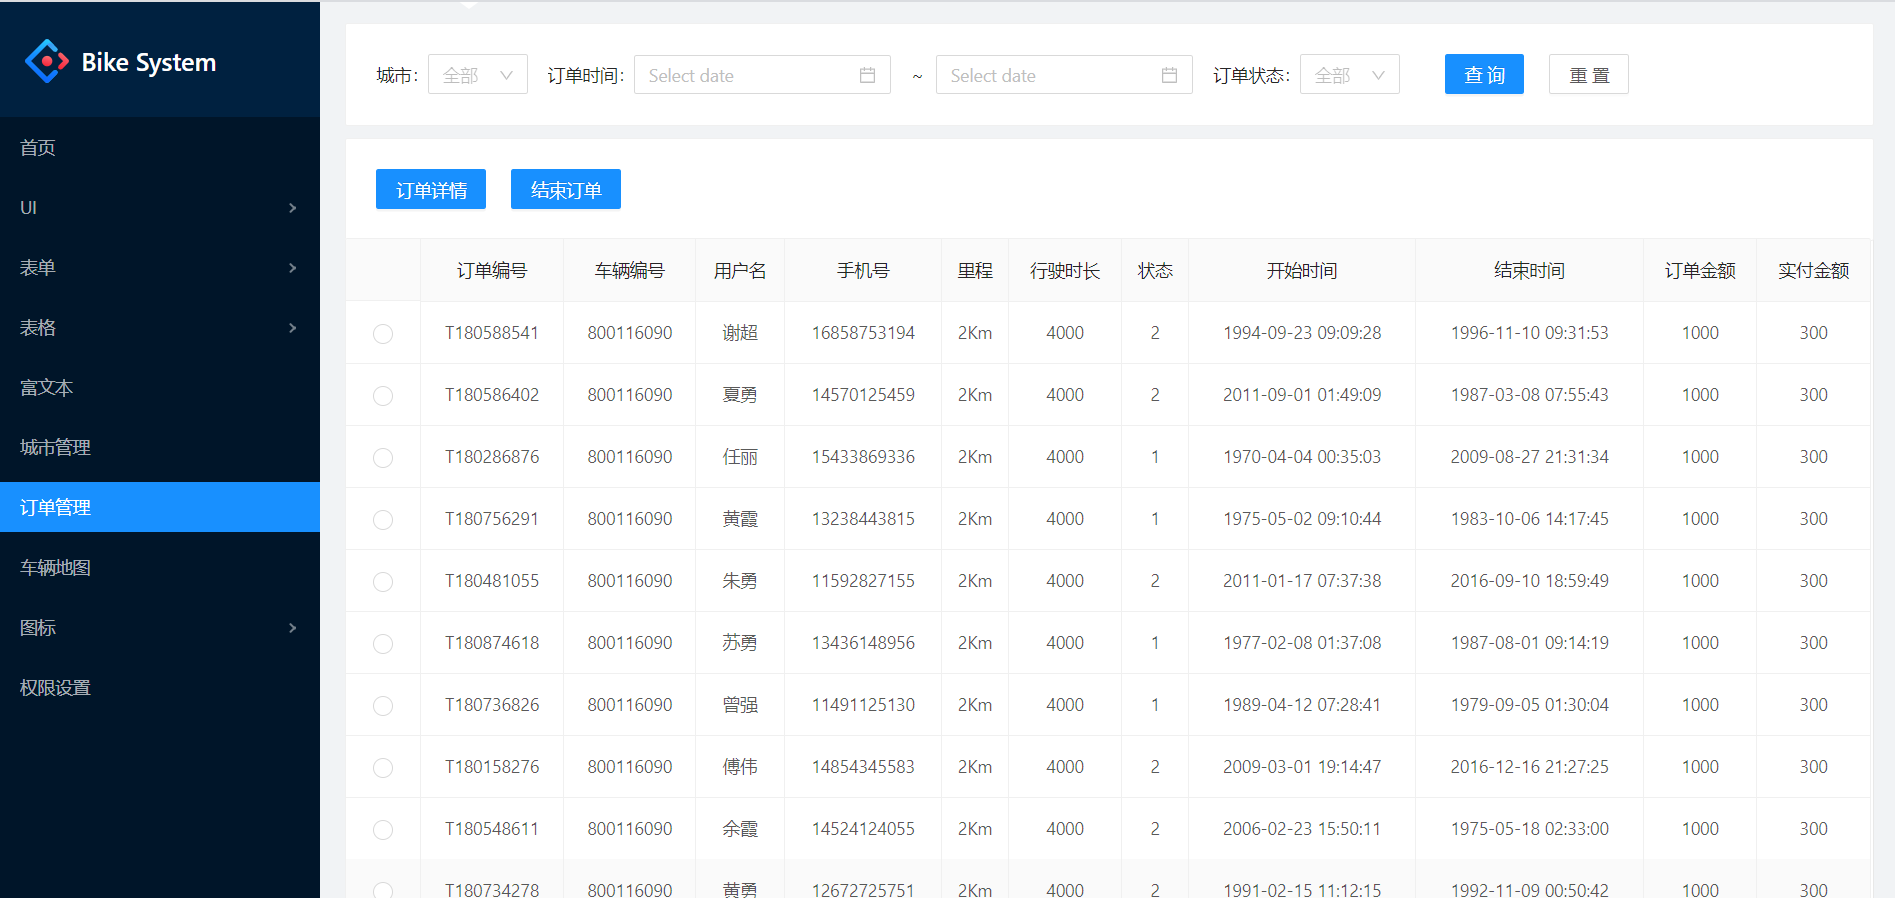 Bike System
首页
UI
表单
表格
富文本
城市管理
订单管理
车辆地图
图标
权限设置
城市: 全部 订单时间: Select date ~ Select date 订单状态: 全部 查 询 重 置
订单详情 结束订单
订单编号 车辆编号 用户名 手机号 里程 行驶时长 状态 开始时间 结束时间 订单金额 实付金额
T180588541 800116090 谢超 16858753194 2Km 4000 2 1994-09-23 09:09:28 1996-11-10 09:31:53 1000 300
T180586402 800116090 夏勇 14570125459 2Km 4000 2 2011-09-01 01:49:09 1987-03-08 07:55:43 1000 300
T180286876 800116090 任丽 15433869336 2Km 4000 1 1970-04-04 00:35:03 2009-08-27 21:31:34 1000 300
T180756291 800116090 黄霞 13238443815 2Km 4000 1 1975-05-02 09:10:44 1983-10-06 14:17:45 1000 300
T180481055 800116090 朱勇 11592827155 2Km 4000 2 2011-01-17 07:37:38 2016-09-10 18:59:49 1000 300
T180874618 800116090 苏勇 13436148956 2Km 4000 1 1977-02-08 01:37:08 1987-08-01 09:14:19 1000 300
T180736826 800116090 曾强 11491125130 2Km 4000 1 1989-04-12 07:28:41 1979-09-05 01:30:04 1000 300
T180158276 800116090 傅伟 14854345583 2Km 4000 2 2009-03-01 19:14:47 2016-12-16 21:27:25 1000 300
T180548611 800116090 余霞 14524124055 2Km 4000 2 2006-02-23 15:50:11 1975-05-18 02:33:00 1000 300
T180734278 800116090 黄勇 12672725751 2Km 4000 2 1991-02-15 11:12:15 1992-11-09 00:50:42 1000 300